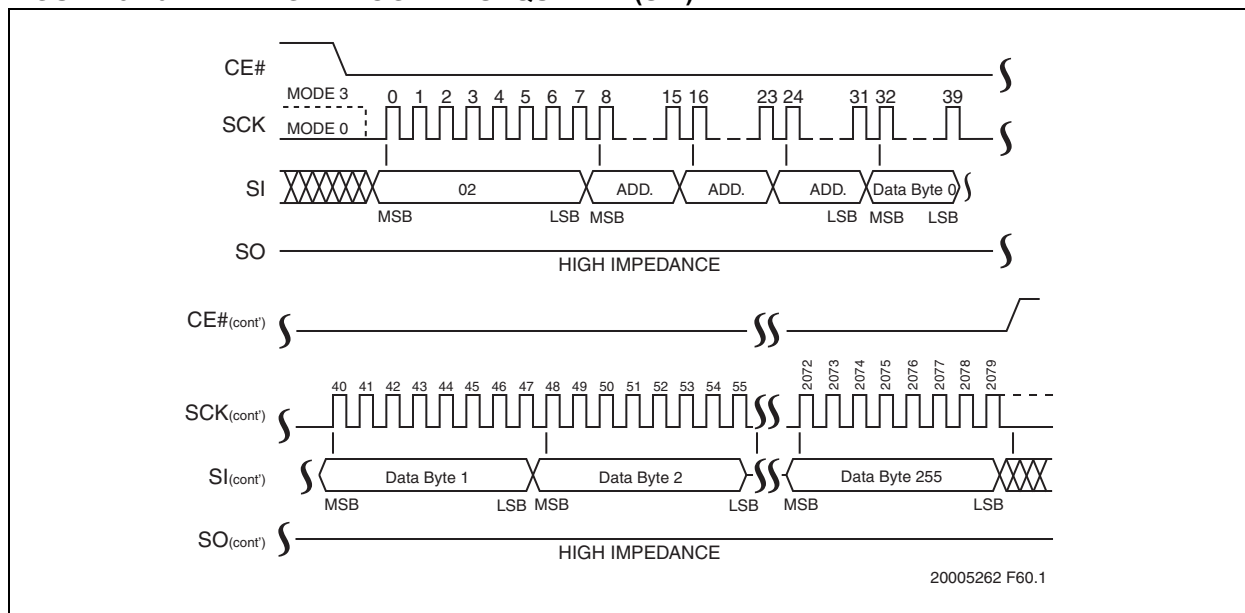 CE#
MODE 3
0 1 2 3 4 5 6 7 8 15 16 23 24 31 32 39
SCK
MODE 0
SI
02
ADD.
ADD.
ADD.
Data Byte 0
MSB LSB MSB LSB MSB LSB
SO
HIGH IMPEDANCE
CE#(cont')
40 41 42 43 44 45 46 47 48 49 50 51 52 53 54 55
2072 2073 2074 2075 2076 2077 2078 2079
SCK(cont')
SI(cont')
Data Byte 1
Data Byte 2
Data Byte 255
MSB LSB MSB LSB MSB LSB
SO(cont')
HIGH IMPEDANCE
20005262 F60.1